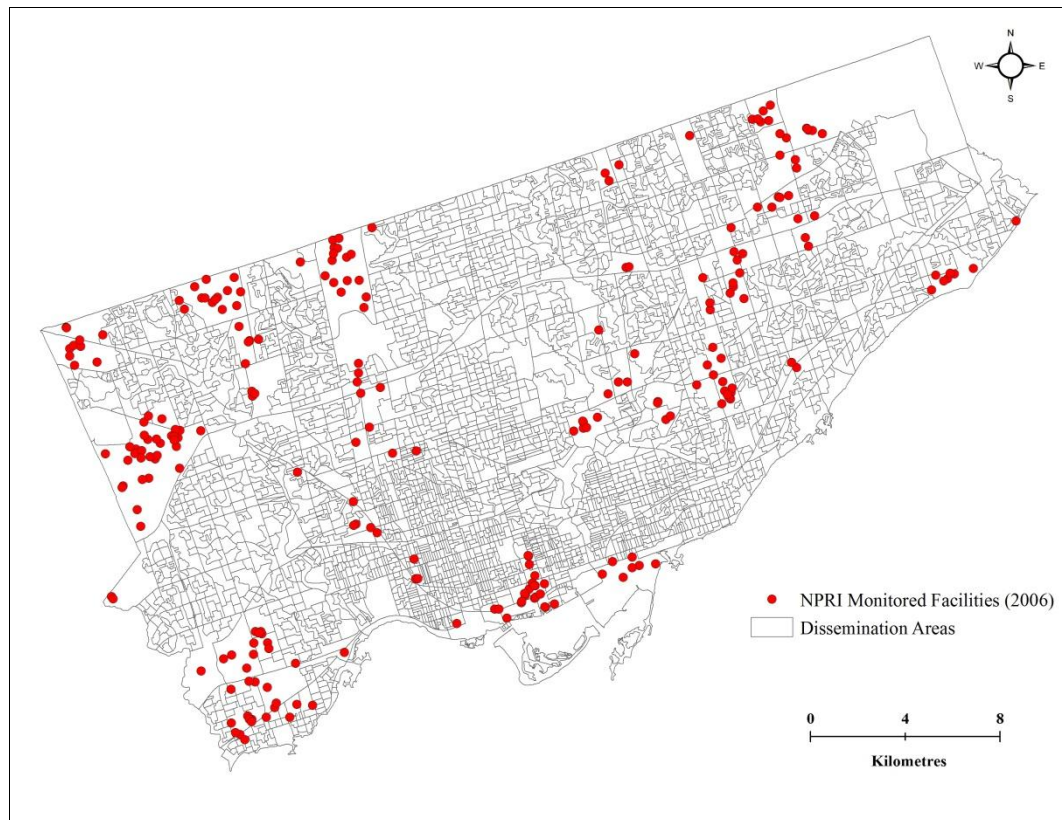 N
W E
S
NPRI Monitored Facilities (2006)
Dissemination Areas
0 4 8
Kilometres